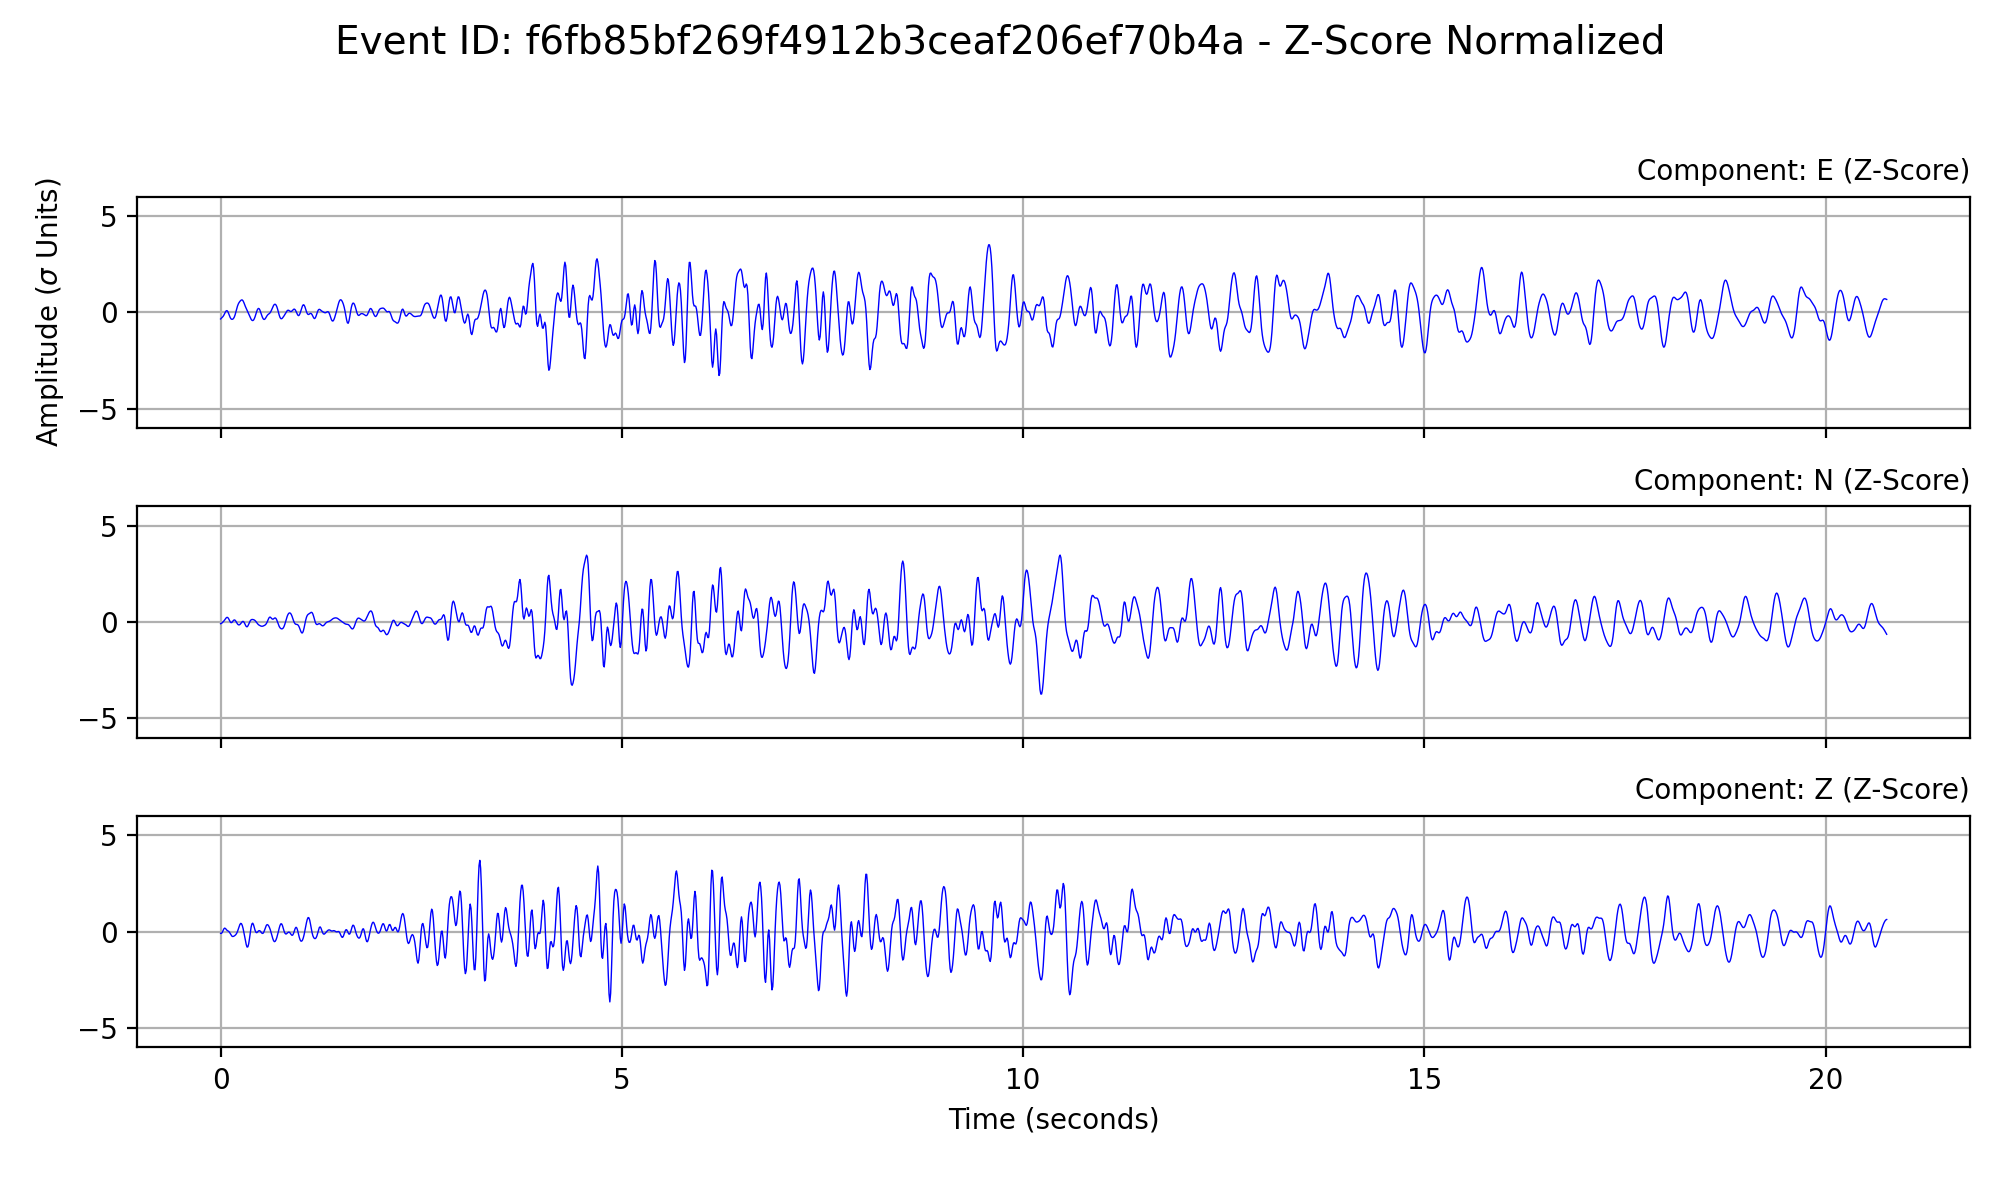 Event ID: f6fb85bf269f4912b3ceaf206ef70b4a - Z-Score Normalized
Component: E (Z-Score)
Amplitude (σ Units)
5
0
−5
Component: N (Z-Score)
5
0
−5
Component: Z (Z-Score)
5
0
−5
0 5 10 15 20
Time (seconds)